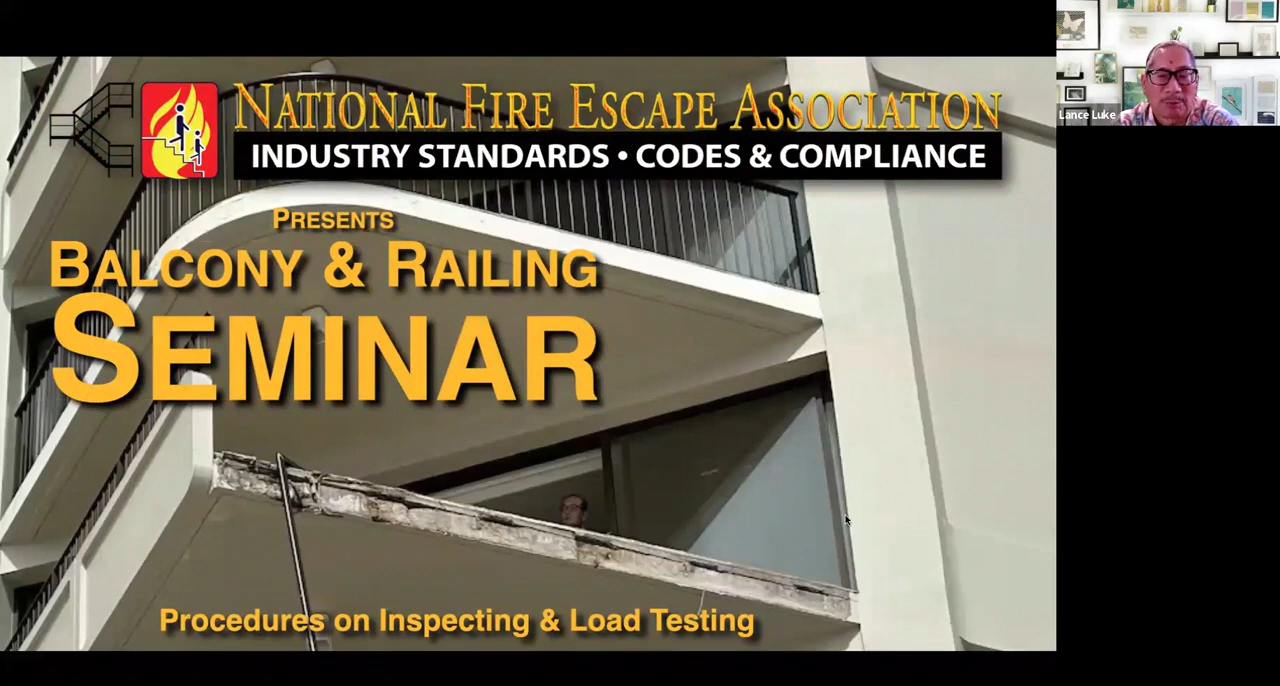 NATIONAL FIRE ESCAPE ASSOCIATION
INDUSTRY STANDARDS • CODES & COMPLIANCE
PRESENTS
BALCONY & RAILING
SEMINAR
Procedures on Inspecting & Load Testing
Lance Luke